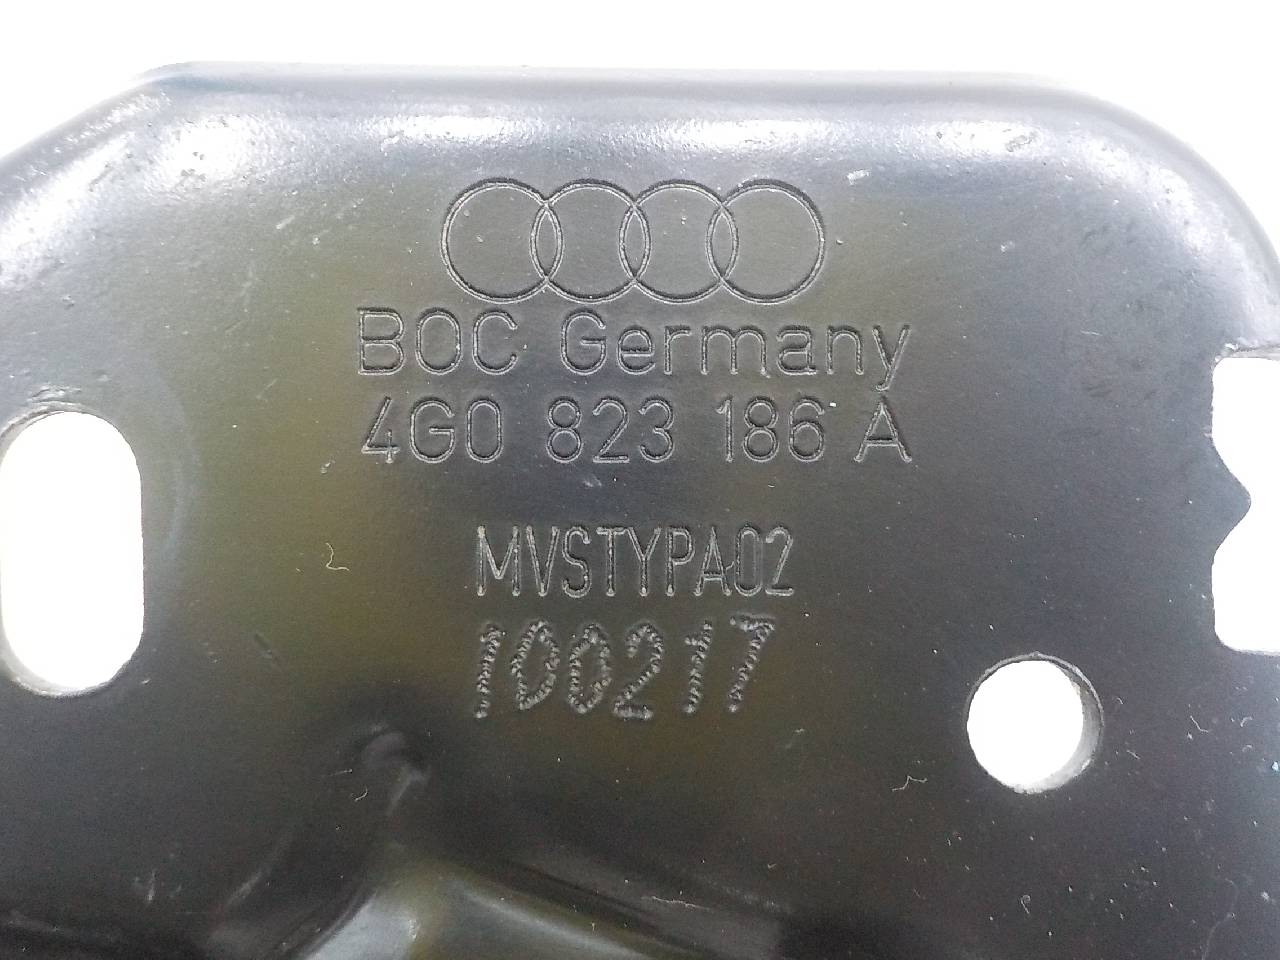 BOC Germany
4G0 823 186 A
MVSTYPA02
100217